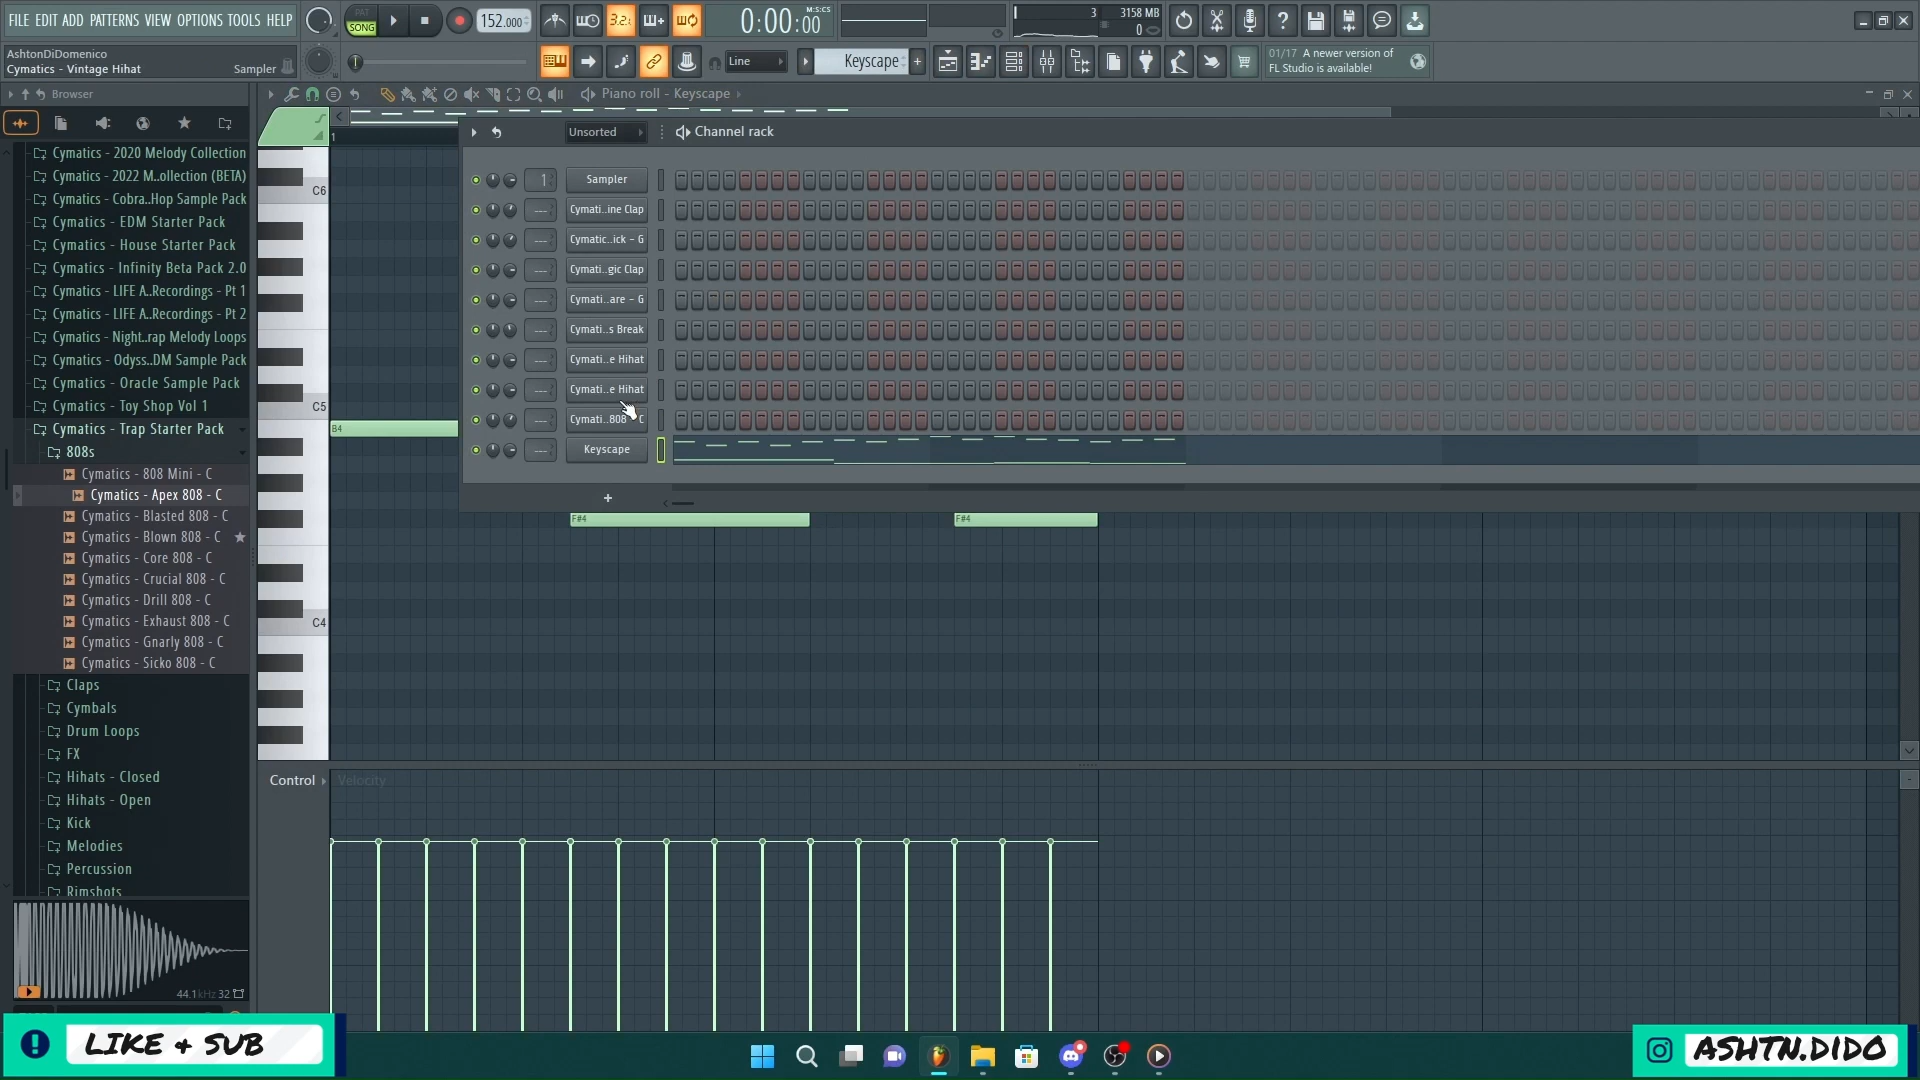 FILE EDIT ADD PATTERNS VIEW OPTIONS TOOLS HELP
PAT
SONG
152.000
3.2.
0:00:00
M:S:CS
3
3158 MB
0
AshtonDiDomenico
Cymatics - Vintage Hihat
Sampler
Line
Keyscape
01/17 A newer version of
FL Studio is available!
Browser
Piano roll - Keyscape
Cymatics - 2020 Melody Collection
Cymatics - 2022 M..ollection (BETA)
Cymatics - Cobra..Hop Sample Pack
Cymatics - EDM Starter Pack
Cymatics - House Starter Pack
Cymatics - Infinity Beta Pack 2.0
Cymatics - LIFE A..Recordings - Pt 1
Cymatics - LIFE A..Recordings - Pt 2
Cymatics - Night..rap Melody Loops
Cymatics - Odyss..DM Sample Pack
Cymatics - Oracle Sample Pack
Cymatics - Toy Shop Vol 1
Cymatics - Trap Starter Pack
808s
Cymatics - 808 Mini - C
Cymatics - Apex 808 - C
Cymatics - Blasted 808 - C
Cymatics - Blown 808 - C
Cymatics - Core 808 - C
Cymatics - Crucial 808 - C
Cymatics - Drill 808 - C
Cymatics - Exhaust 808 - C
Cymatics - Gnarly 808 - C
Cymatics - Sicko 808 - C
Claps
Cymbals
Drum Loops
FX
Hihats - Closed
Hihats - Open
Kick
Melodies
Percussion
Rimshots
44.1kHz 32
1
C6
C5
C4
B4
F#4
F#4
Unsorted
Channel rack
1
Sampler
Cymati..ine Clap
Cymatic..ick - G
Cymati..gic Clap
Cymati..are - G
Cymati..s Break
Cymati..e Hihat
Cymati..e Hihat
Cymati..808 - C
Keyscape
Control
Velocity
LIKE + SUB
ASHTN.DIDO